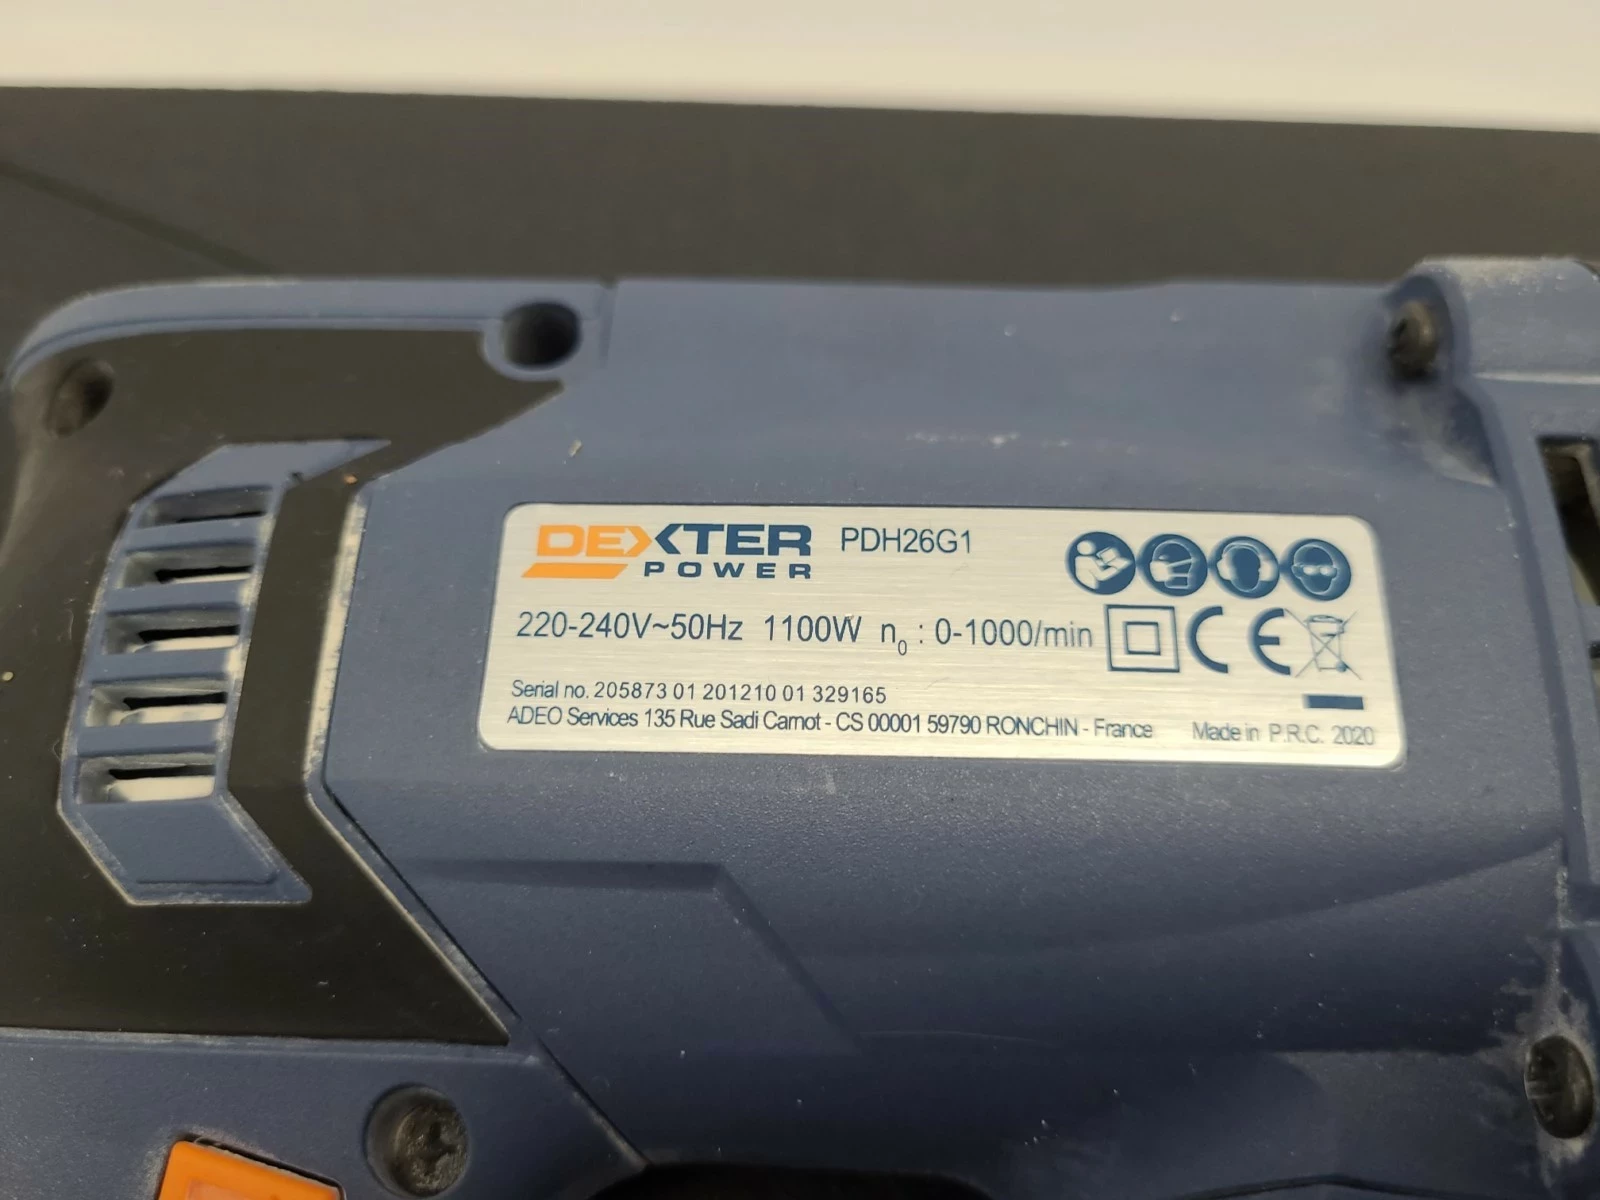 DEXTER PDH26G1
POWER
220-240V~50Hz 1100W n₀ : 0-1000/min
CE
Serial no. 205873 01 201210 01 329165
ADEO Services 135 Rue Sadi Carnot - CS 00001 59790 RONCHIN - France Made in P.R.C. 2020